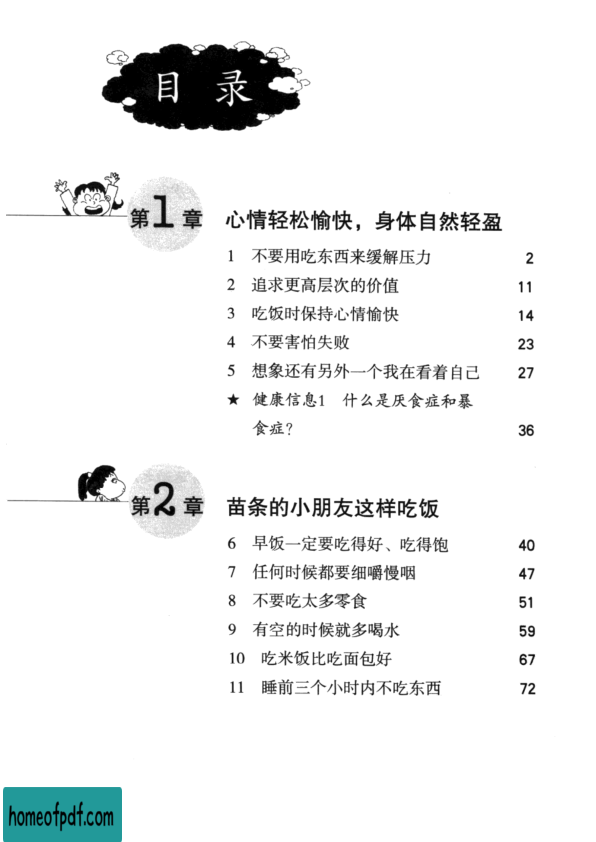 目 录
第1章 心情轻松愉快，身体自然轻盈
1 不要用吃东西来缓解压力 2
2 追求更高层次的价值 11
3 吃饭时保持心情愉快 14
4 不要害怕失败 23
5 想象还有另外一个我在看着自己 27
★ 健康信息1 什么是厌食症和暴
食症？ 36
第2章 苗条的小朋友这样吃饭
6 早饭一定要吃得好、吃得饱 40
7 任何时候都要细嚼慢咽 47
8 不要吃太多零食 51
9 有空的时候就多喝水 59
10 吃米饭比吃面包好 67
11 睡前三个小时内不吃东西 72
homeofpdf.com